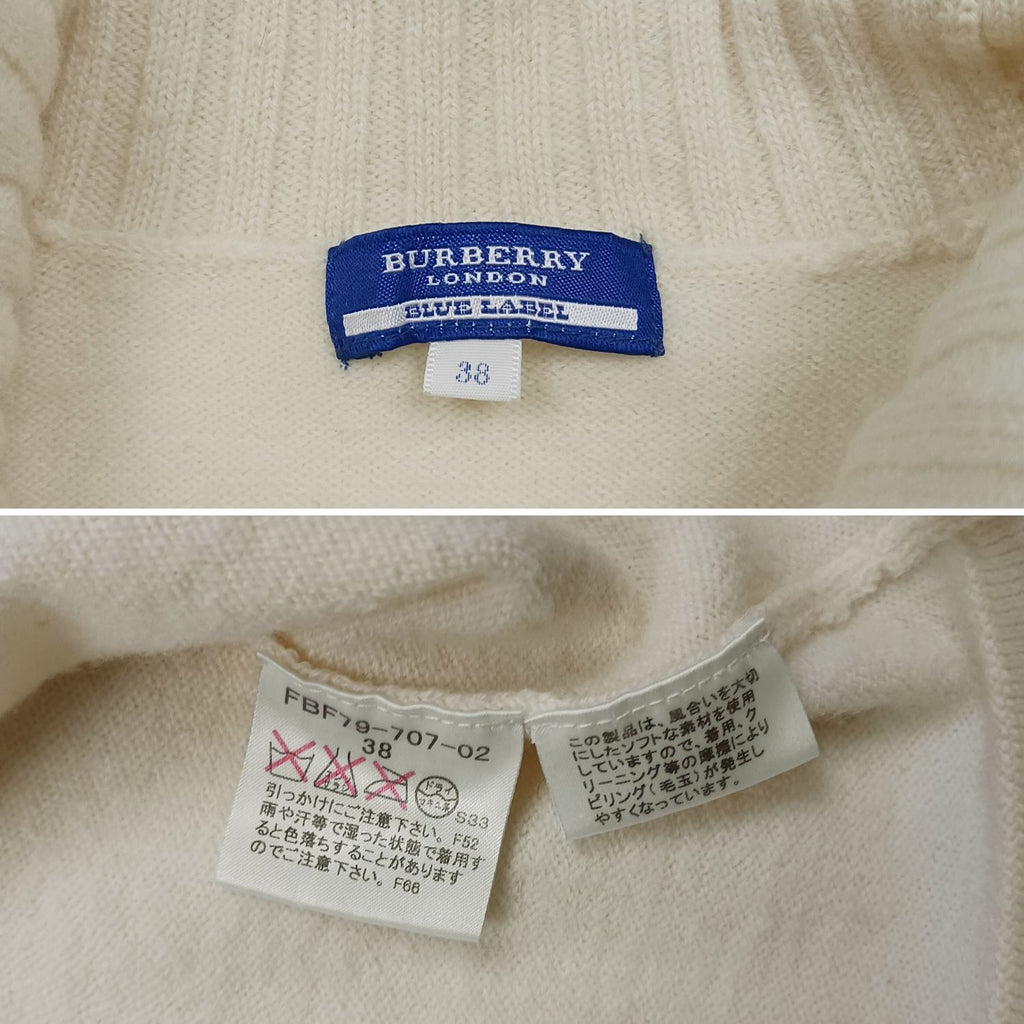 BURBERRY
LONDON
BLUE LABEL
38
FBF79-707-02
38
ドライ
S33
引っかけにご注意下さい。F52
雨や汗等で湿った状態で着用す
ると色落ちすることがあります
のでご注意下さい。F66
この製品は、風合いを大切
にしたソフトな素材を使用
していますので、着用、ク
リーニング等の摩擦により
ピリング(毛玉)が発生し
やすくなっています。